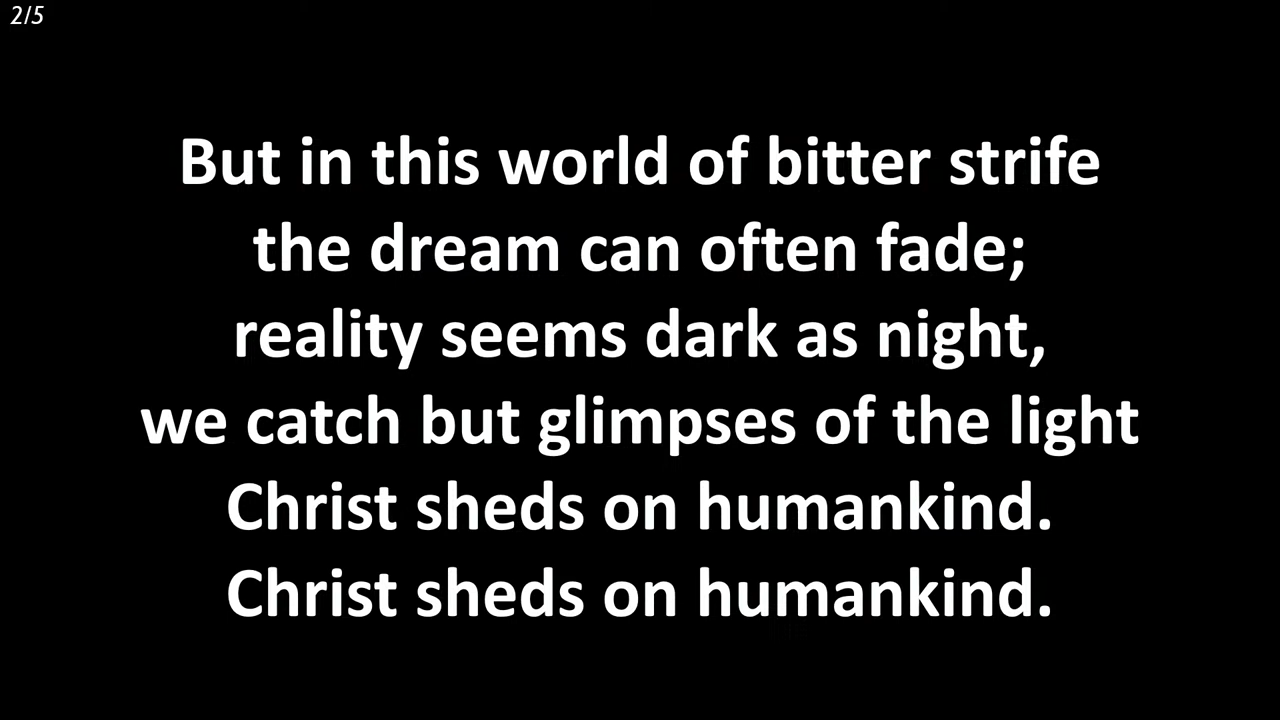 2/5
But in this world of bitter strife
the dream can often fade;
reality seems dark as night,
we catch but glimpses of the light
Christ sheds on humankind.
Christ sheds on humankind.